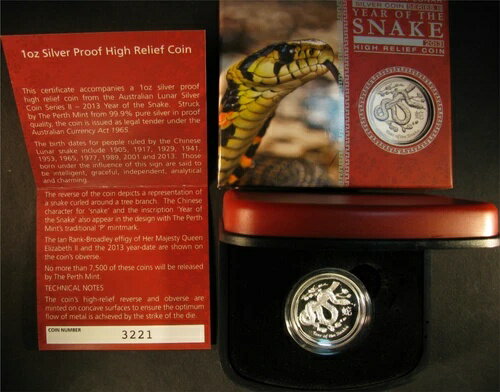 1oz Silver Proof High Relief Coin
This certificate accompanies a 1oz silver proof
high relief coin from the Australian Lunar Silver
Coin Series II – 2013 Year of the Snake. Struck
by The Perth Mint from 99.9% pure silver in proof
quality, the coin is issued as legal tender under the
Australian Currency Act 1965.
The birth dates for people ruled by the Chinese
Lunar snake include 1905, 1917, 1929, 1941,
1953, 1965, 1977, 1989, 2001 and 2013. Those
born under the influence of this sign are said to
be intelligent, graceful, independent, analytical
and charming.
The reverse of the coin depicts a representation of
a snake curled around a tree branch. The Chinese
character for 'snake' and the inscription 'Year of
the Snake' also appear in the design with The Perth
Mint's traditional 'P' mintmark.
The Ian Rank-Broadley effigy of Her Majesty Queen
Elizabeth II and the 2013 year-date are shown on
the coin's obverse.
No more than 7,500 of these coins will be released
by The Perth Mint.
TECHNICAL NOTES
The coin's high-relief reverse and obverse are
minted on concave surfaces to ensure the optimum
flow of metal is achieved by the strike of the die.
COIN NUMBER
3221
SILVER COIN SERIES II
YEAR OF THE
SNAKE
2013
HIGH RELIEF COIN
蛇
Year of the Snake
蛇